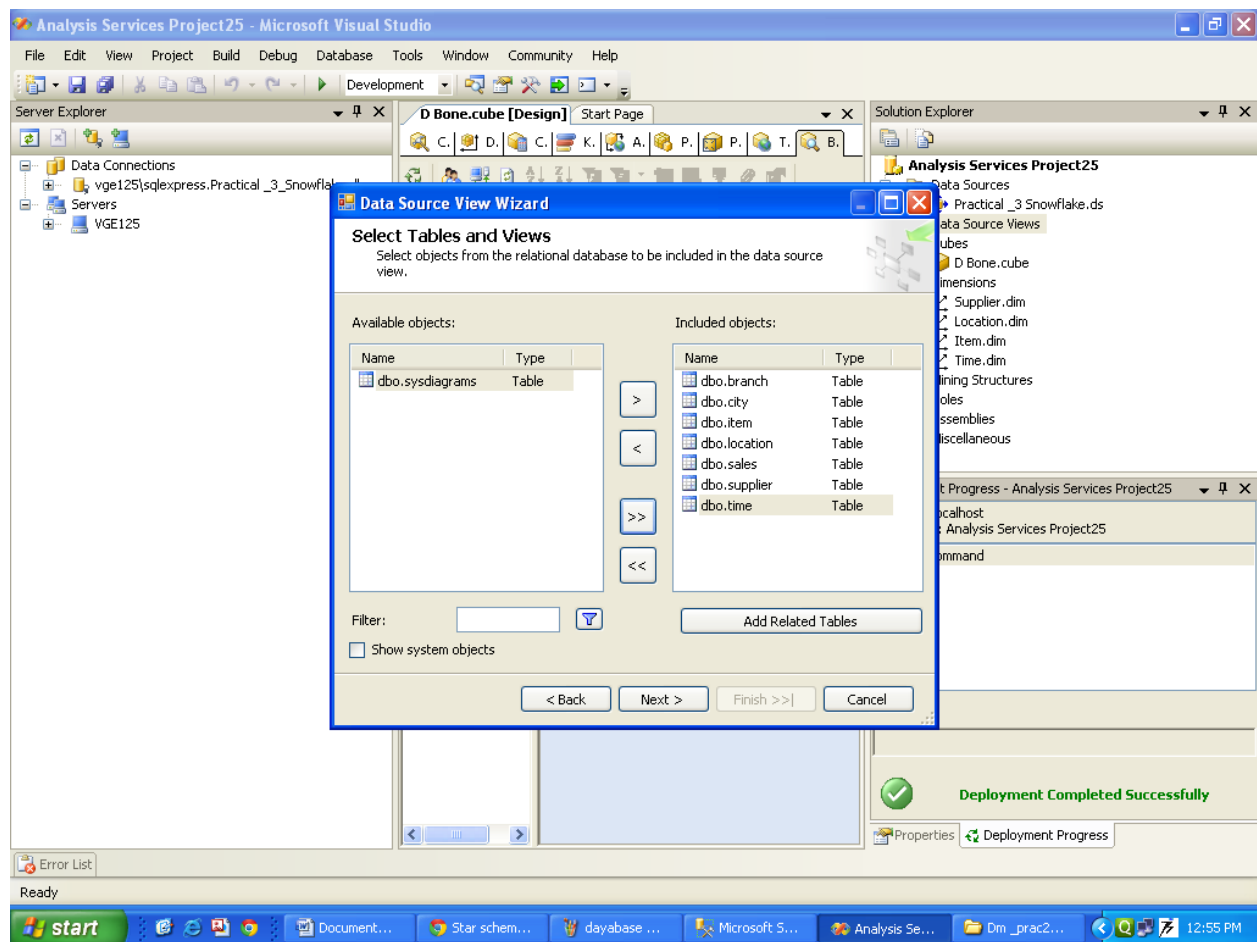 Analysis Services Project25 - Microsoft Visual Studio
File Edit View Project Build Debug Database Tools Window Community Help
Development
Server Explorer
Data Connections
vge125\sqlexpress.Practical _3_Snowfla
Servers
VGE125
D Bone.cube [Design] Start Page
C. D. C. K. A. P. P. T. B.
Solution Explorer
Analysis Services Project25
Data Sources
Practical _3 Snowflake.ds
ata Source Views
ubes
D Bone.cube
imensions
Supplier.dim
Location.dim
Item.dim
Time.dim
ining Structures
oles
ssemblies
iscellaneous
Data Source View Wizard
Select Tables and Views
Select objects from the relational database to be included in the data source
view.
Available objects:
Name Type
dbo.sysdiagrams Table
>
<
>>
<<
Included objects:
Name Type
dbo.branch Table
dbo.city Table
dbo.item Table
dbo.location Table
dbo.sales Table
dbo.supplier Table
dbo.time Table
Filter:
Show system objects
Add Related Tables
< Back Next > Finish >>| Cancel
t Progress - Analysis Services Project25
ocalhost
: Analysis Services Project25
ommand
Deployment Completed Successfully
Properties Deployment Progress
Error List
Ready
start Document... Star schem... dayabase ... Microsoft S... Analysis Se... Dm _prac2... 12:55 PM